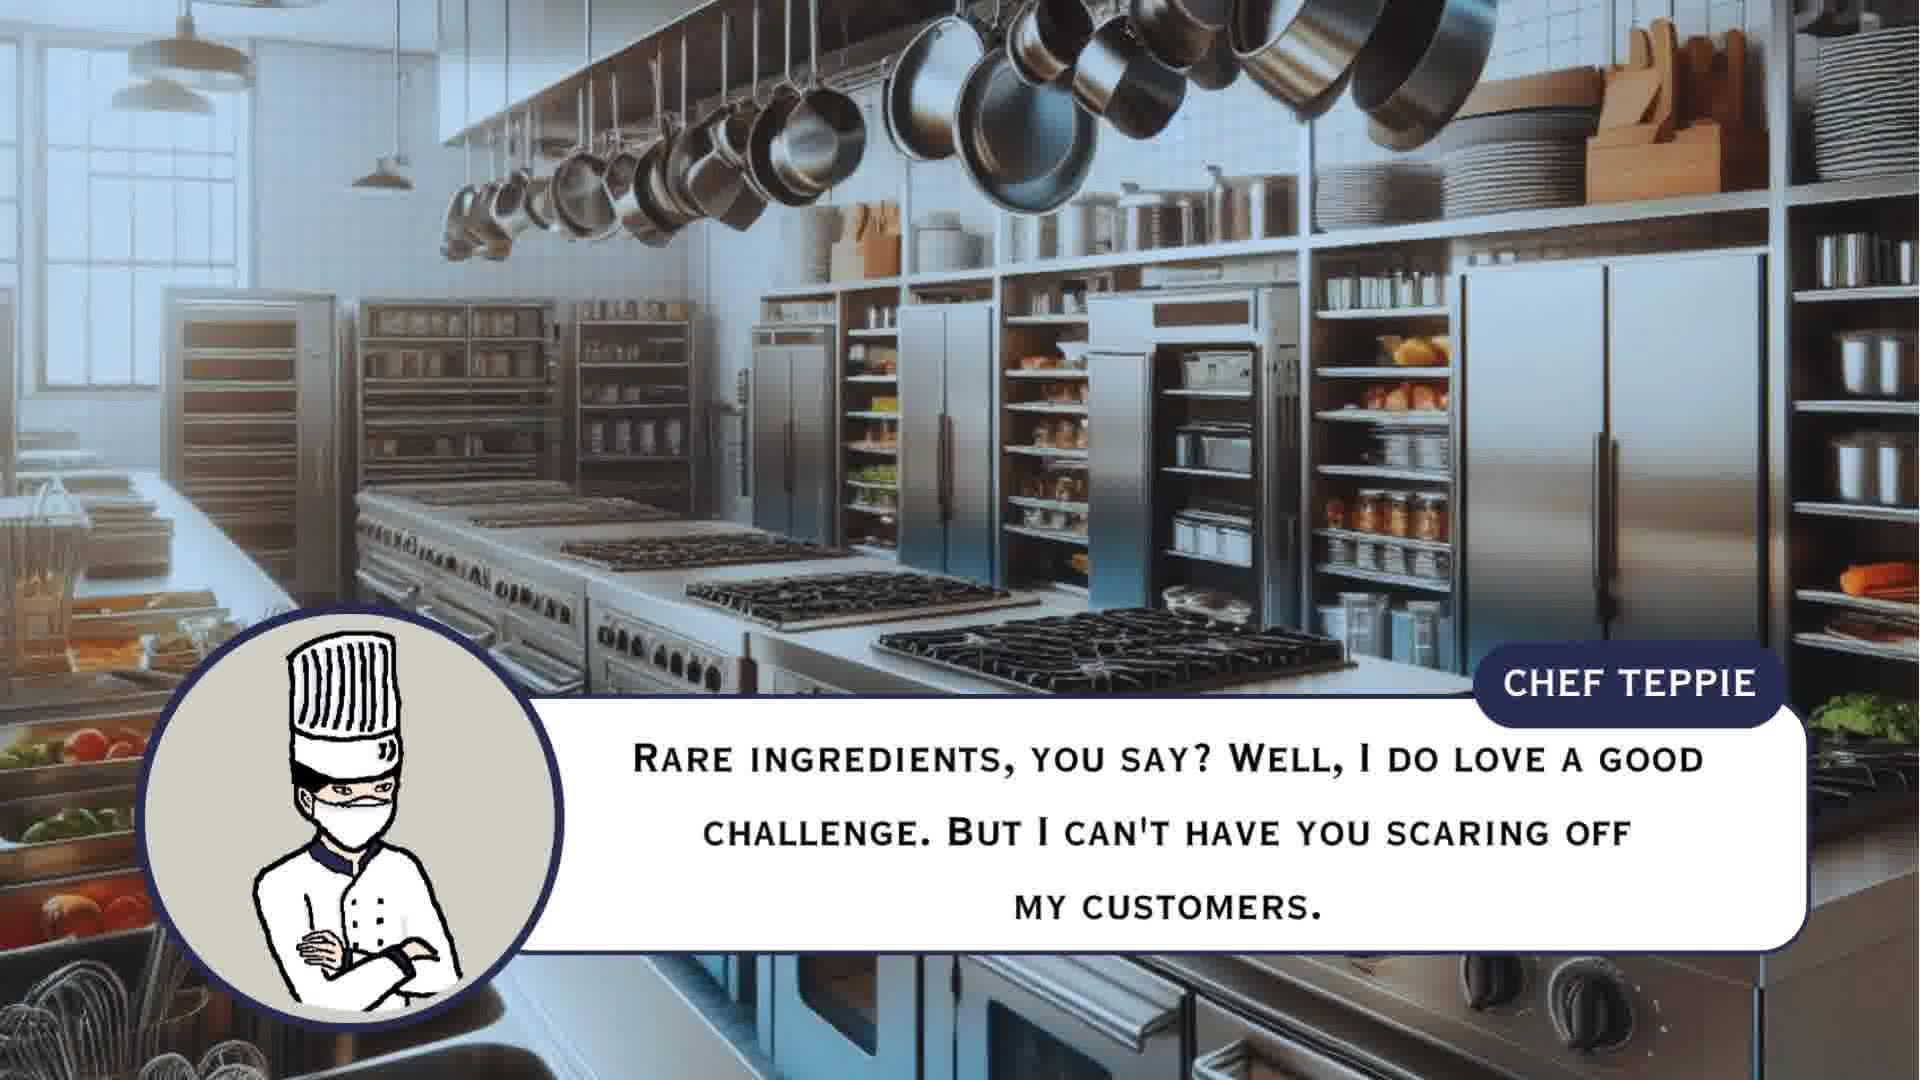 CHEF TEPPIE
Rare ingredients, you say? Well, I do love a good
challenge. But I can't have you scaring off
my customers.